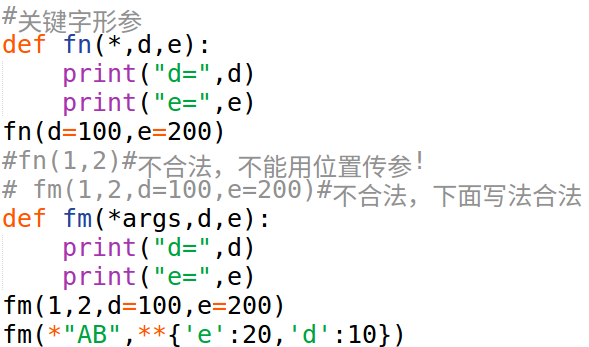 #关键字形参
def fn(*,d,e):
    print("d=",d)
    print("e=",e)
fn(d=100,e=200)
#fn(1,2)#不合法，不能用位置传参!
# fm(1,2,d=100,e=200)#不合法，下面写法合法
def fm(*args,d,e):
    print("d=",d)
    print("e=",e)
fm(1,2,d=100,e=200)
fm(*"AB",**{'e':20,'d':10})